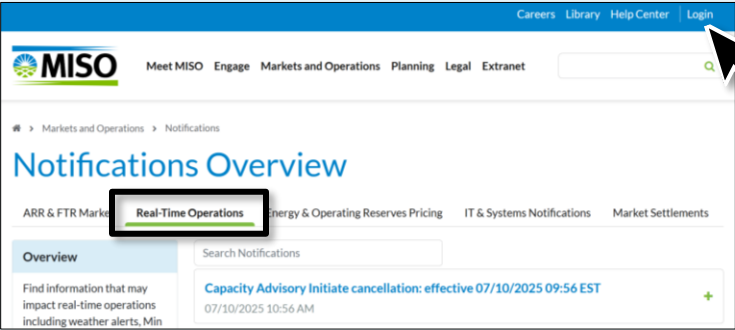 Careers Library Help Center Login
MISO Meet MISO Engage Markets and Operations Planning Legal Extranet
> Markets and Operations > Notifications
Notifications Overview
ARR & FTR Marke Real-Time Operations Energy & Operating Reserves Pricing IT & Systems Notifications Market Settlements
Overview
Search Notifications
Find information that may
impact real-time operations
including weather alerts, Min
Capacity Advisory Initiate cancellation: effective 07/10/2025 09:56 EST +
07/10/2025 10:56 AM